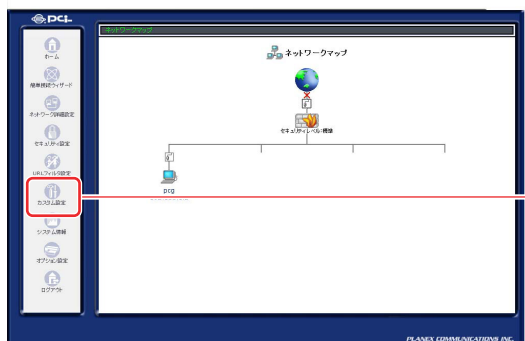 pci
ネットワークマップ
ネットワークマップ
ホーム
簡単接続ウィザード
ネットワーク詳細設定
セキュリティ設定
URLフィルタ設定
カスタム設定
システム情報
オプション設定
ログアウト
セキュリティレベル:標準
pcg
PLANEX COMMUNICATIONS INC.